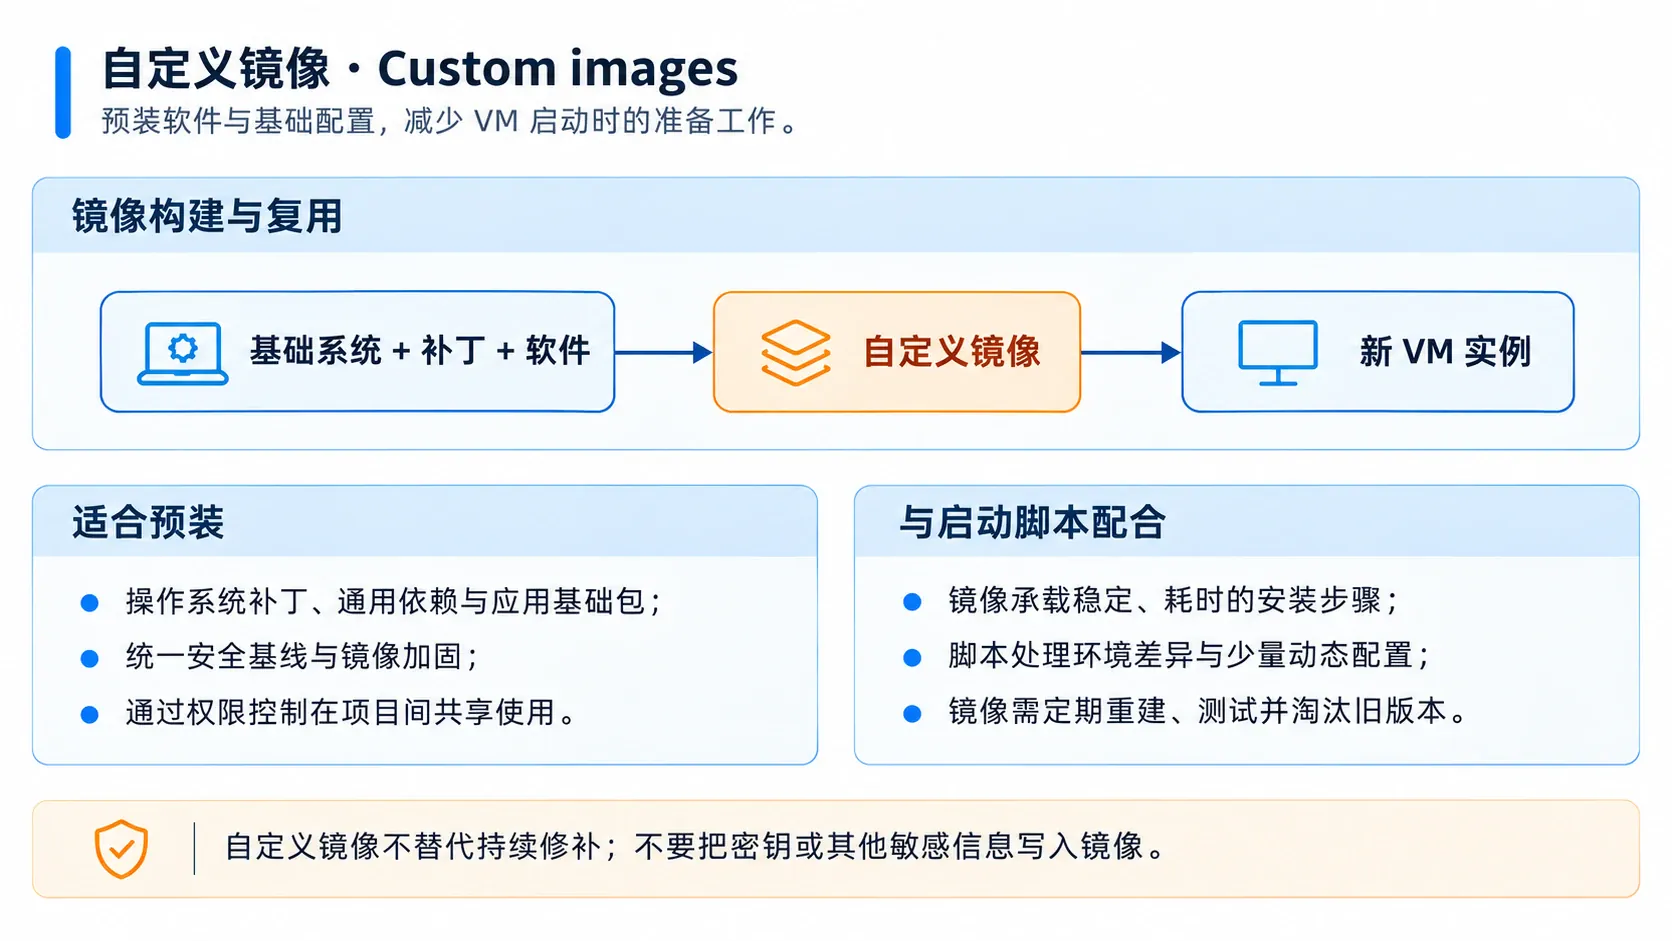 自定义镜像 · Custom images
预装软件与基础配置，减少 VM 启动时的准备工作。
镜像构建与复用
基础系统 + 补丁 + 软件
自定义镜像
新 VM 实例
适合预装
操作系统补丁、通用依赖与应用基础包；
统一安全基线与镜像加固；
通过权限控制在项目间共享使用。
与启动脚本配合
镜像承载稳定、耗时的安装步骤；
脚本处理环境差异与少量动态配置；
镜像需定期重建、测试并淘汰旧版本。
自定义镜像不替代持续修补；不要把密钥或其他敏感信息写入镜像。